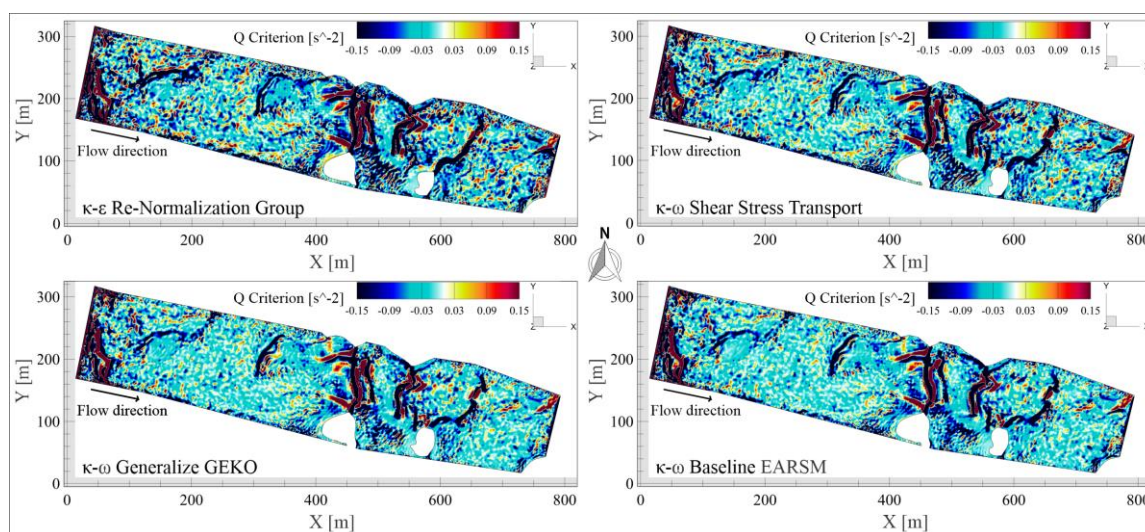 Q Criterion [s^-2]
-0.15 -0.09 -0.03 0.03 0.09 0.15
Y
Z X
300
200
100
0
Y [m]
Flow direction
κ-ε Re-Normalization Group
0 200 400 600 800
X [m]
Q Criterion [s^-2]
-0.15 -0.09 -0.03 0.03 0.09 0.15
Y
Z X
300
200
100
0
Y [m]
Flow direction
κ-ω Shear Stress Transport
0 200 400 600 800
X [m]
N
Q Criterion [s^-2]
-0.15 -0.09 -0.03 0.03 0.09 0.15
Y
Z X
300
200
100
0
Y [m]
Flow direction
κ-ω Generalize GEKO
0 200 400 600 800
X [m]
Q Criterion [s^-2]
-0.15 -0.09 -0.03 0.03 0.09 0.15
Y
Z X
300
200
100
0
Y [m]
Flow direction
κ-ω Baseline EARSM
0 200 400 600 800
X [m]